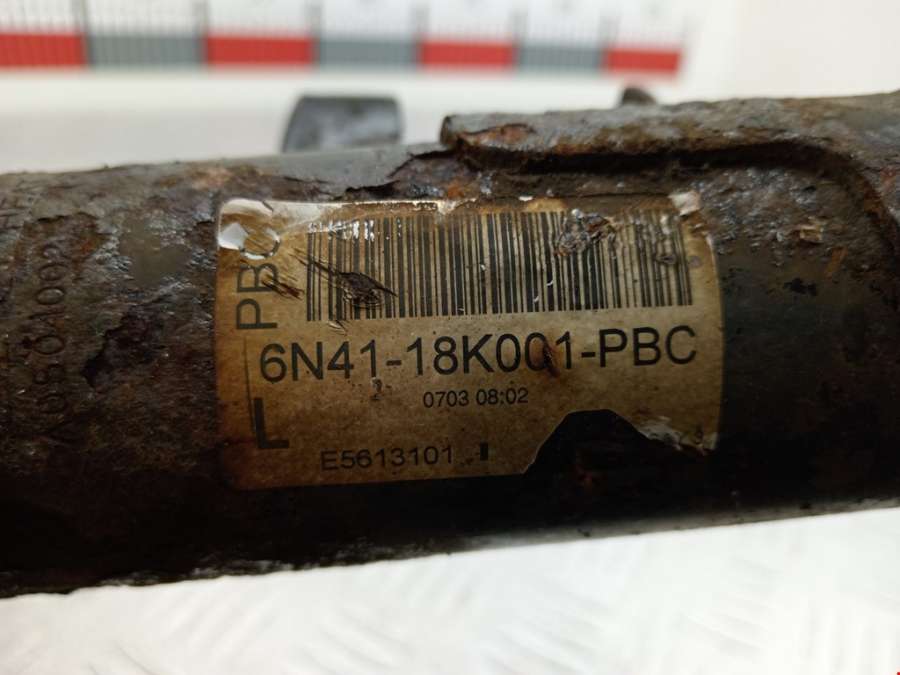 PBC
6N41-18K001-PBC
0703 08:02
L
E5613101